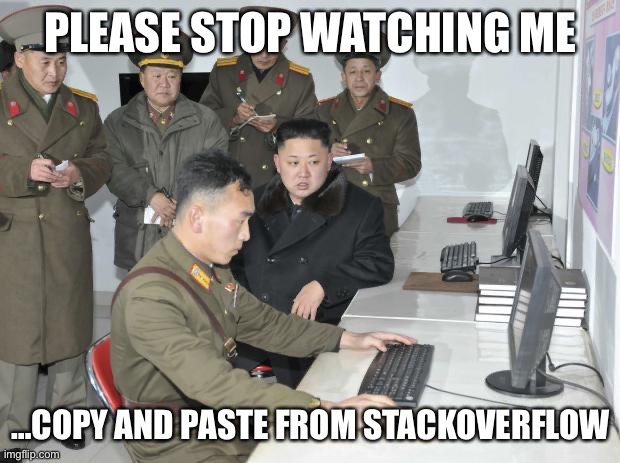 PLEASE STOP WATCHING ME
...COPY AND PASTE FROM STACKOVERFLOW
imgflip.com